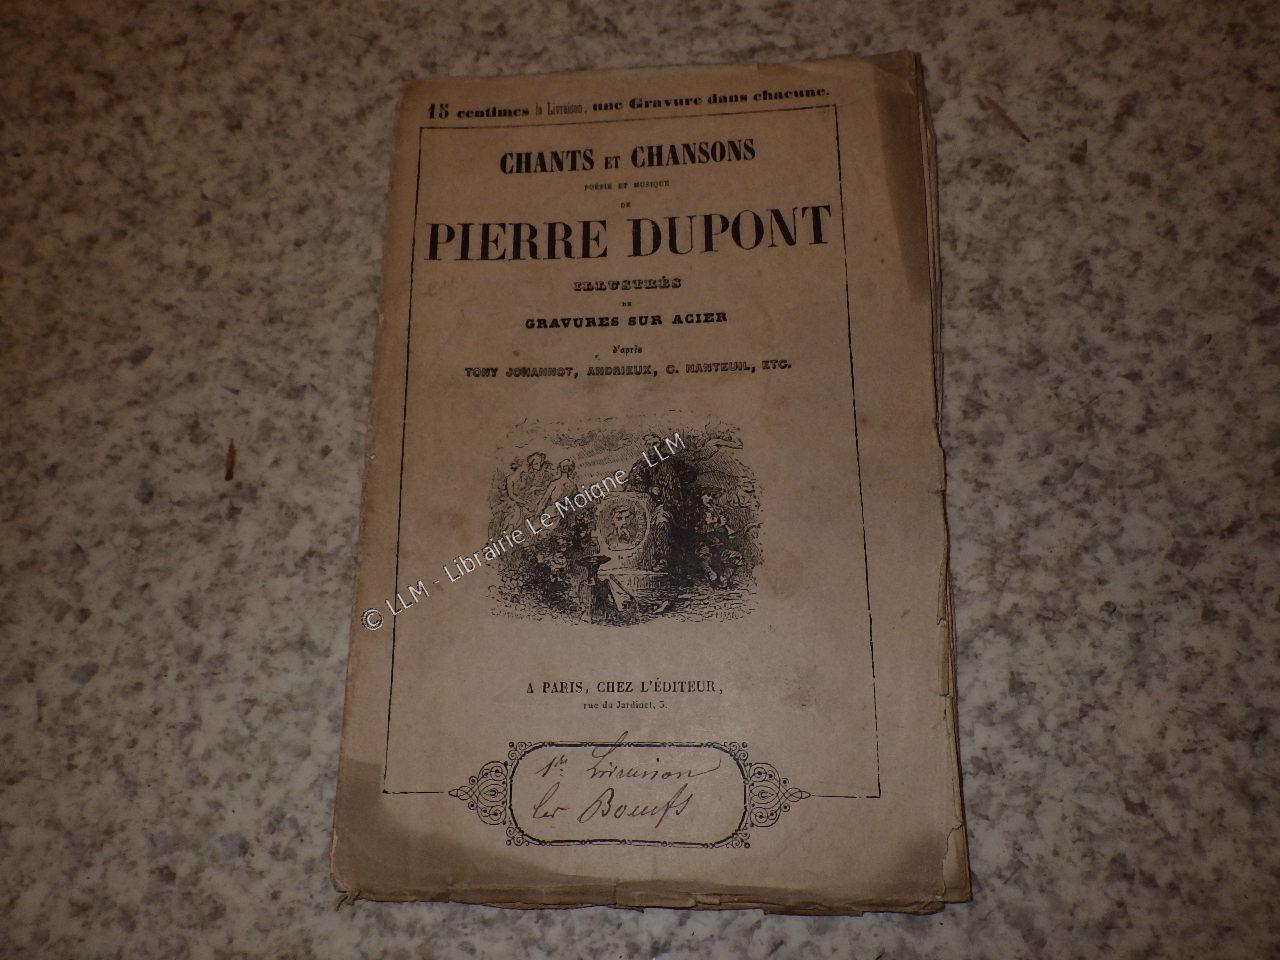 15 centimes la Livraison, une Gravure dans chacune.
CHANTS ET CHANSONS
POÉSIE ET MUSIQUE
DE
PIERRE DUPONT
ILLUSTRÉS
DE
GRAVURES SUR ACIER
D'après
TONY JOHANNOT, ANDRIEUX, C. NANTEUIL, ETC.
© LLM - Librairie Le Moigne - LLM
A PARIS, CHEZ L'ÉDITEUR,
rue du Jardinet, 3.
1re Livraison
les Boeufs